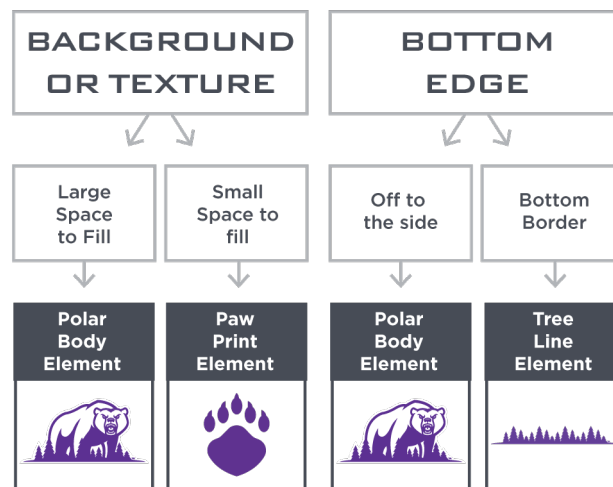 BACKGROUND
OR TEXTURE
BOTTOM
EDGE
Large
Space
to Fill
Small
Space to
fill
Off to
the side
Bottom
Border
Polar
Body
Element
Paw
Print
Element
Polar
Body
Element
Tree
Line
Element